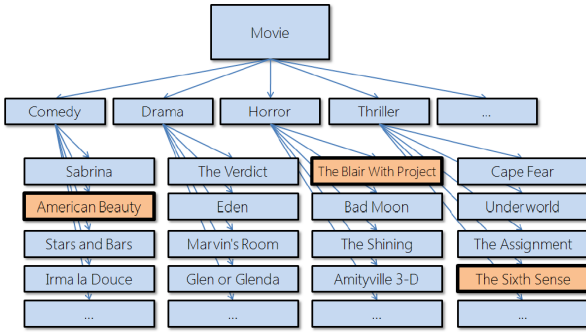 Movie
Comedy
Drama
Horror
Thriller
...
Sabrina
The Verdict
The Blair With Project
Cape Fear
American Beauty
Eden
Bad Moon
Underworld
Stars and Bars
Marvin's Room
The Shining
The Assignment
Irma la Douce
Glen or Glenda
Amityville 3-D
The Sixth Sense
...
...
...
...